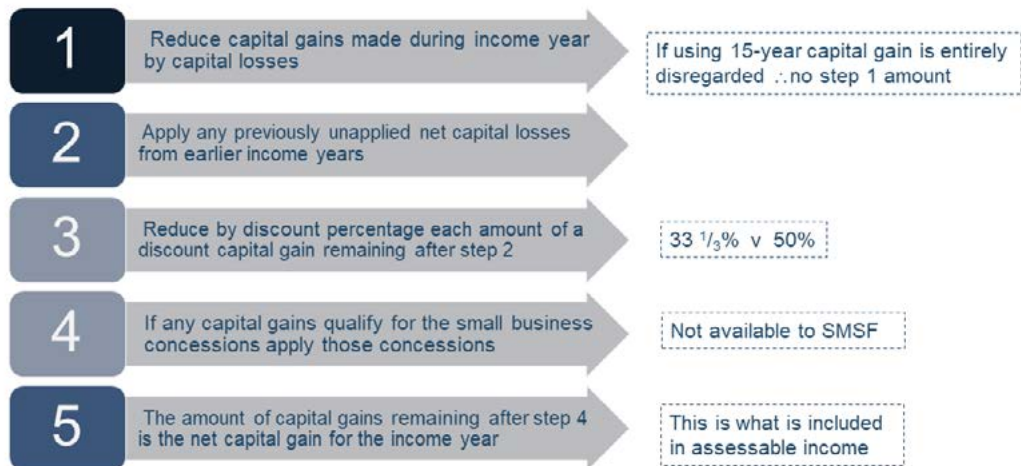 1
Reduce capital gains made during income year
by capital losses
If using 15-year capital gain is entirely
disregard ∴no step 1 amount
2
Apply any previously unapplied net capital losses
from earlier income years
3
Reduce by discount percentage each amount of a
discount capital gain remaining after step 2
33 1/3% v 50%
4
If any capital gains qualify for the small business
concessions apply those concessions
Not available to SMSF
5
The amount of capital gains remaining after step 4
is the net capital gain for the income year
This is what is included
in assessable income